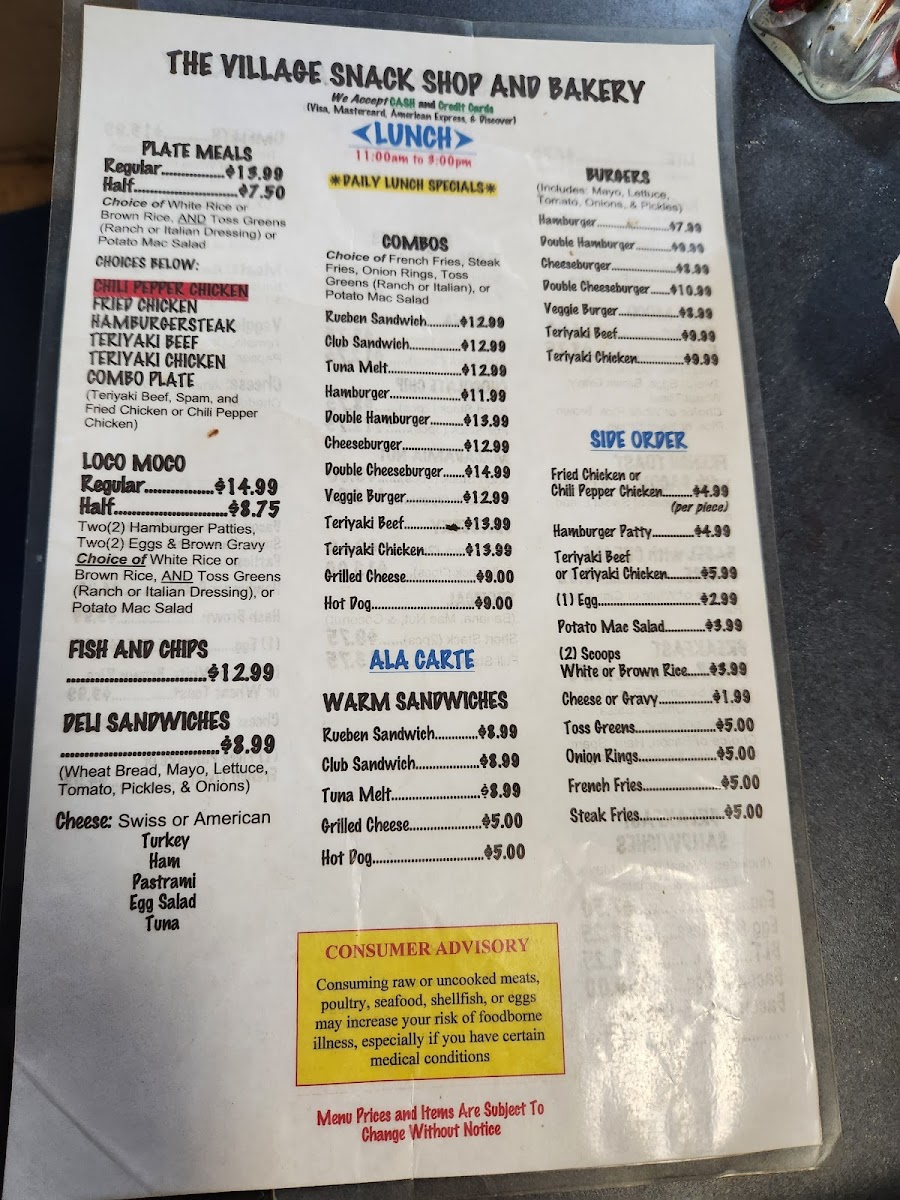 THE VILLAGE SNACK SHOP AND BAKERY
We Accept CASH and Credit Cards
(Visa, Mastercard, American Express, & Discover)
<LUNCH>
11:00am to 3:00pm
*DAILY LUNCH SPECIALS*
PLATE MEALS
Regular...............$13.99
Half........................$7.50
Choice of White Rice or
Brown Rice, AND Toss Greens
(Ranch or Italian Dressing) or
Potato Mac Salad
CHOICES BELOW:
CHILI PEPPER CHICKEN
FRIED CHICKEN
HAMBURGERSTEAK
TERIYAKI BEEF
TERIYAKI CHICKEN
COMBO PLATE
(Teriyaki Beef, Spam, and
Fried Chicken or Chili Pepper
Chicken)
LOCO MOCO
Regular...............$14.99
Half........................$8.75
Two(2) Hamburger Patties,
Two(2) Eggs & Brown Gravy
Choice of White Rice or
Brown Rice, AND Toss Greens
(Ranch or Italian Dressing), or
Potato Mac Salad
FISH AND CHIPS
..............................$12.99
DELI SANDWICHES
..................................$8.99
(Wheat Bread, Mayo, Lettuce,
Tomato, Pickles, & Onions)
Cheese: Swiss or American
Turkey
Ham
Pastrami
Egg Salad
Tuna
COMBOS
Choice of French Fries, Steak
Fries, Onion Rings, Toss
Greens (Ranch or Italian), or
Potato Mac Salad
Rueben Sandwich..........$12.99
Club Sandwich...............$12.99
Tuna Melt......................$12.99
Hamburger....................$11.99
Double Hamburger.........$13.99
Cheeseburger.................$12.99
Double Cheeseburger......$14.99
Veggie Burger................$12.99
Teriyaki Beef.................$13.99
Teriyaki Chicken............$13.99
Grilled Cheese................$9.00
Hot Dog.........................$9.00
ALA CARTE
WARM SANDWICHES
Rueben Sandwich............$8.99
Club Sandwich.................$8.99
Tuna Melt........................$8.99
Grilled Cheese..................$5.00
Hot Dog............................$5.00
BURGERS
(Includes: Mayo, Lettuce,
Tomato, Onions, & Pickles)
Hamburger....................$7.99
Double Hamburger.........$9.99
Cheeseburger.................$8.99
Double Cheeseburger......$10.99
Veggie Burger................$8.99
Teriyaki Beef.................$9.99
Teriyaki Chicken............$9.99
SIDE ORDER
Fried Chicken or
Chili Pepper Chicken.........$4.99
(per piece)
Hamburger Patty............$4.99
Teriyaki Beef
or Teriyaki Chicken..........$5.99
(1) Egg............................$2.99
Potato Mac Salad............$3.99
(2) Scoops
White or Brown Rice......$3.99
Cheese or Gravy...............$1.99
Toss Greens.....................$5.00
Onion Rings.....................$5.00
French Fries.....................$5.00
Steak Fries.......................$5.00
CONSUMER ADVISORY
Consuming raw or uncooked meats,
poultry, seafood, shellfish, or eggs
may increase your risk of foodborne
illness, especially if you have certain
medical conditions
Menu Prices and Items Are Subject To
Change Without Notice